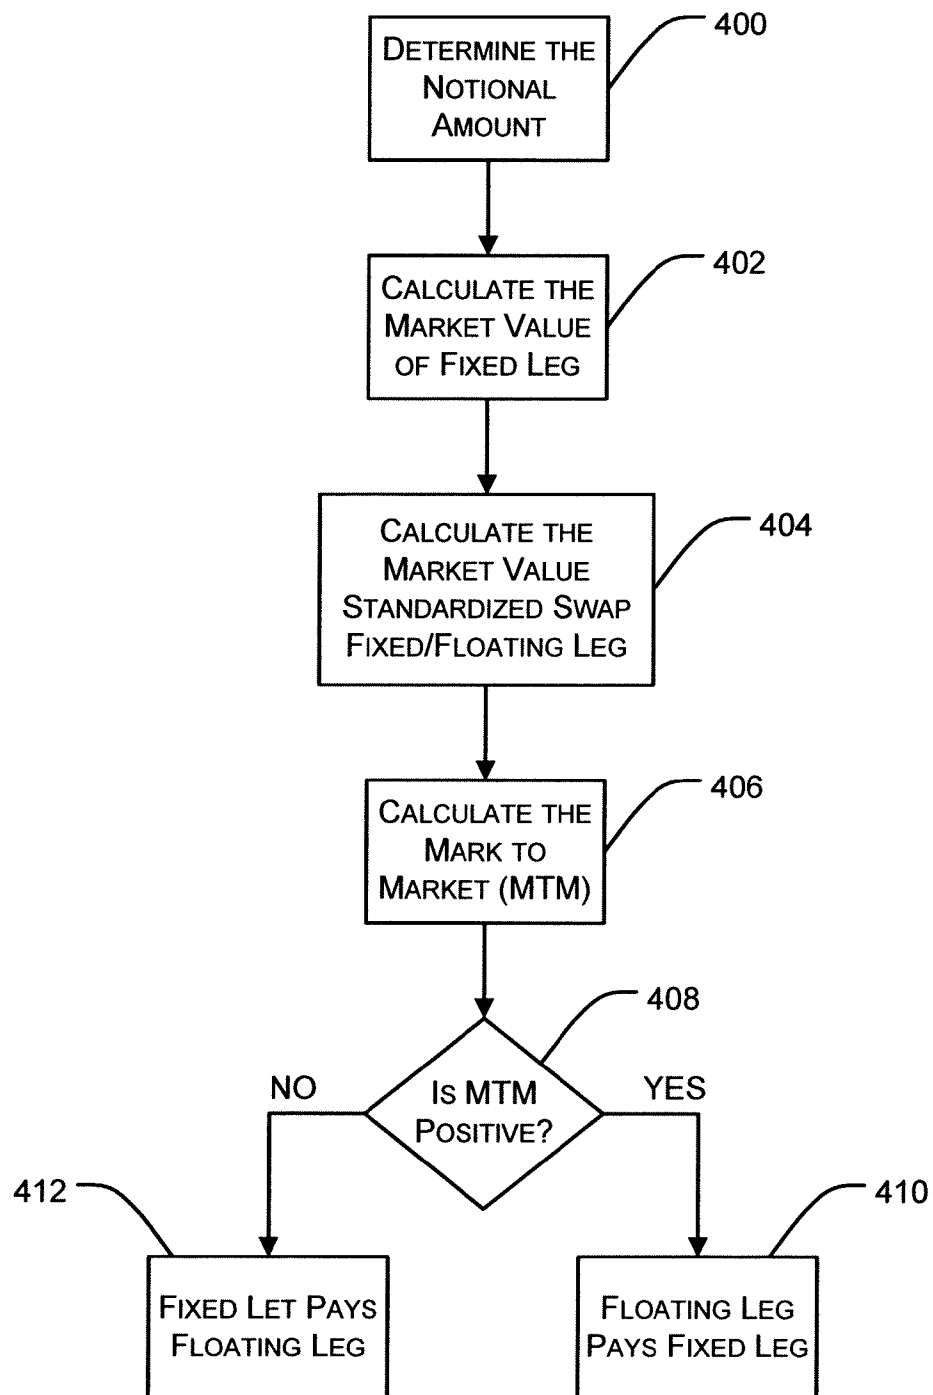 DETERMINE THE
NOTIONAL
AMOUNT
400
CALCULATE THE
MARKET VALUE
OF FIXED LEG
402
CALCULATE THE
MARKET VALUE
STANDARDIZED SWAP
FIXED/FLOATING LEG
404
CALCULATE THE
MARK TO
MARKET (MTM)
406
408
IS MTM
POSITIVE?
NO
YES
412
410
FIXED LET PAYS
FLOATING LEG
FLOATING LEG
PAYS FIXED LEG